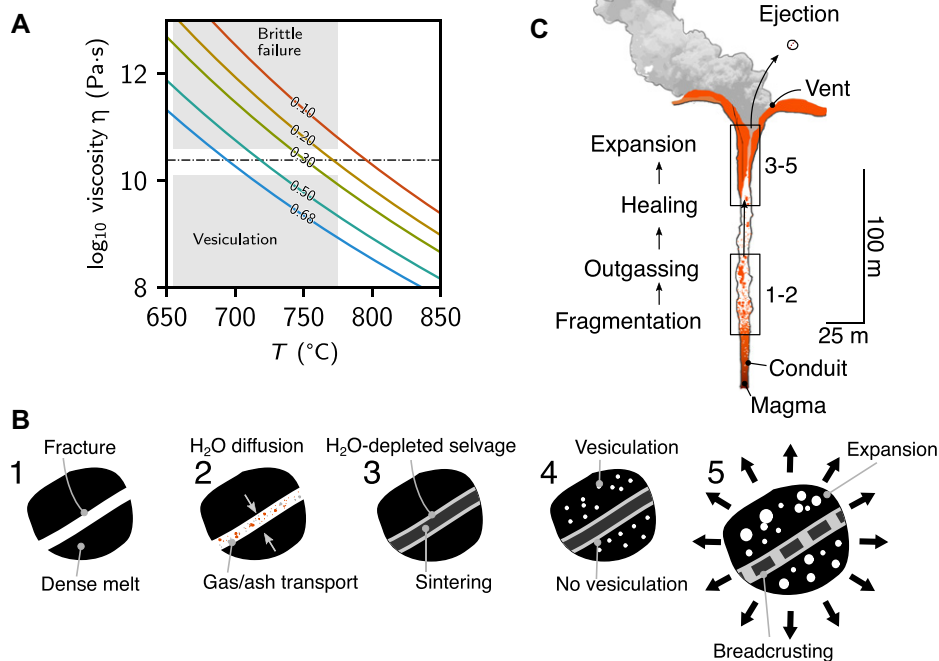 A
log10 viscosity η (Pa·s)
12
10
8
Brittle
failure
0.10
0.20
0.30
0.50
0.68
Vesiculation
650
700
750
800
850
T (°C)
C
Ejection
Vent
Expansion
3-5
Healing
Outgassing
1-2
Fragmentation
100 m
25 m
Conduit
Magma
B
1
Fracture
Dense melt
2
H₂O diffusion
Gas/ash transport
3
H₂O-depleted selvage
Sintering
4
Vesiculation
No vesiculation
5
Expansion
Breadcrusting